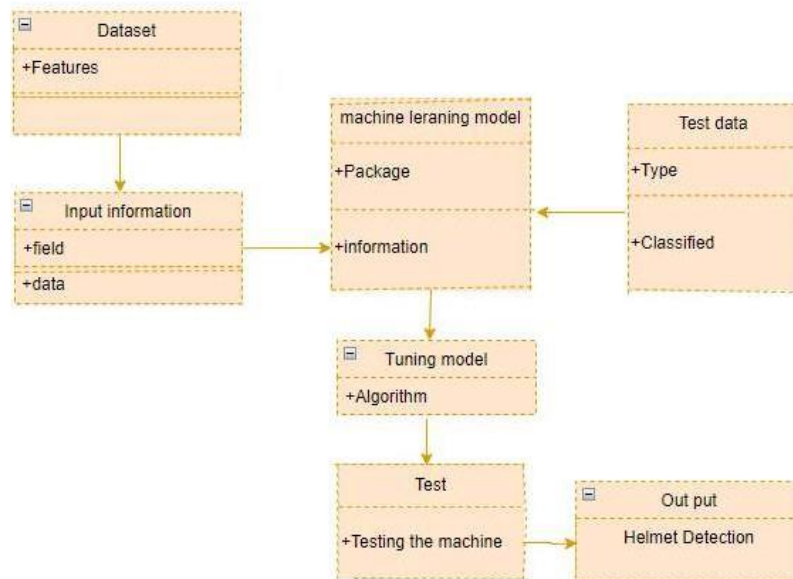 Dataset
+Features
Input information
+field
+data
machine leraning model
+Package
+information
Test data
+Type
+Classified
Tuning model
+Algorithm
Test
+Testing the machine
Out put
Helmet Detection